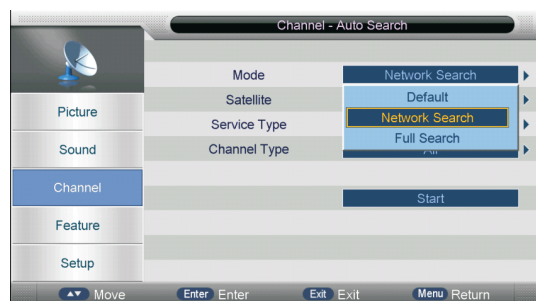 Channel - Auto Search
Mode
Network Search
Satellite
Default
Service Type
Network Search
Channel Type
Full Search
Start
Picture
Sound
Channel
Feature
Setup
Move
Enter Enter
Exit Exit
Menu Return